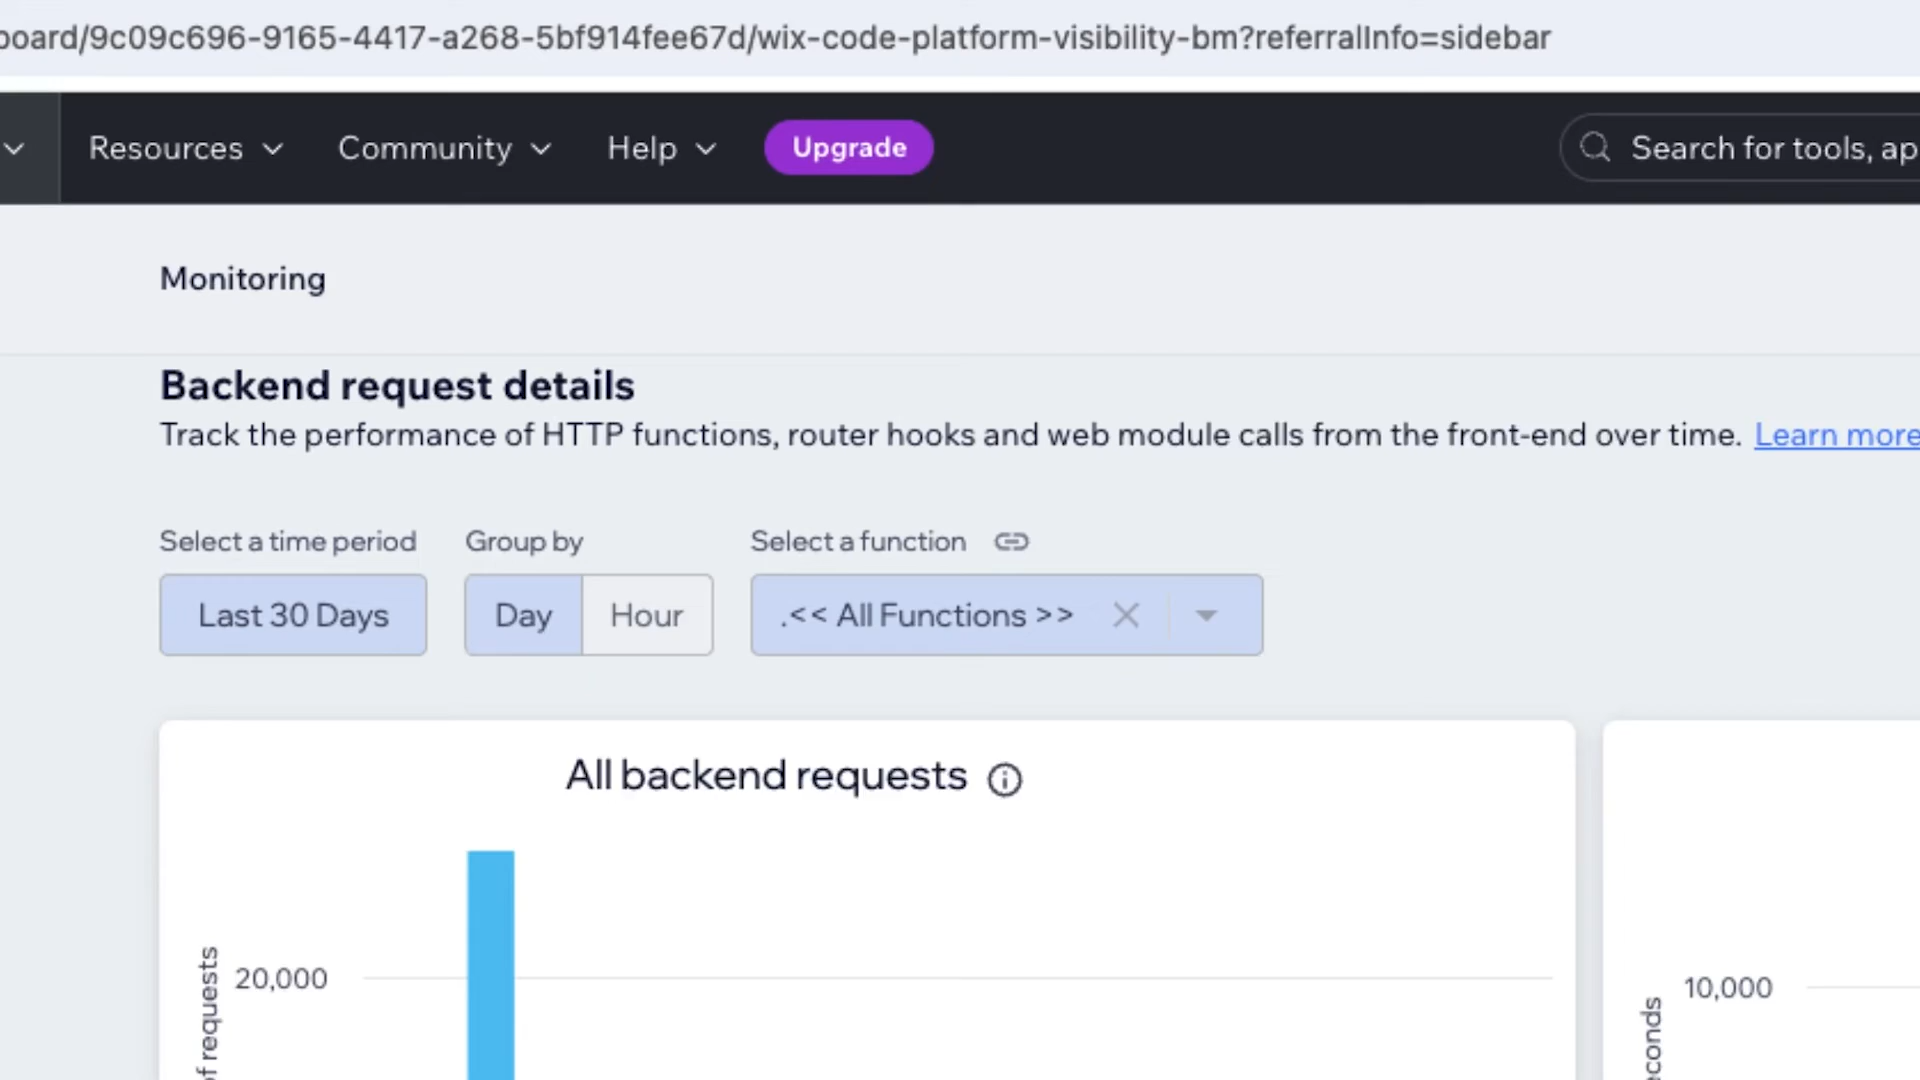 board/9c09c696-9165-4417-a268-5bf914fee67d/wix-code-platform-visibility-bm?referralInfo=sidebar
Resources Community Help Upgrade Search for tools, ap
Monitoring
Backend request details
Track the performance of HTTP functions, router hooks and web module calls from the front-end over time. Learn more
Select a time period Group by Select a function
Last 30 Days Day Hour .<< All Functions >>
All backend requests
of requests
20,000
10,000
econds